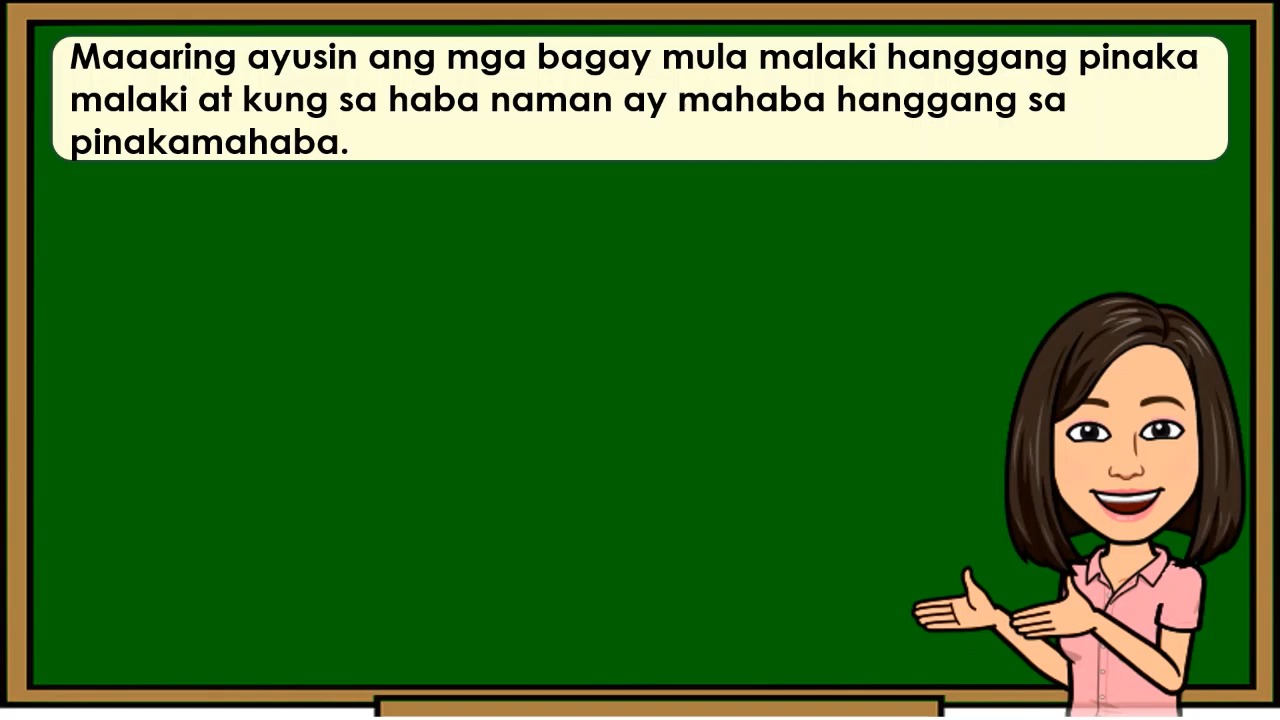 Maaaring ayusin ang mga bagay mula malaki hanggang pinaka
malaki at kung sa haba naman ay mahaba hanggang sa
pinakamahaba.